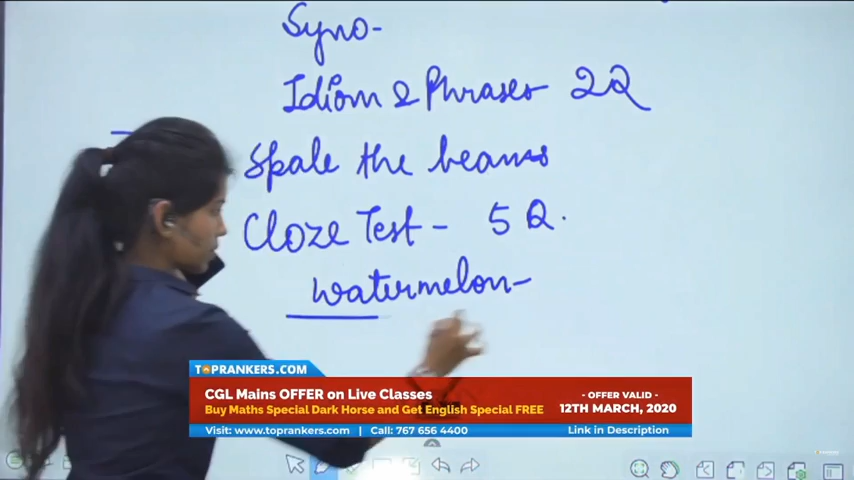 Syno-
Idiom & Phrases 2Q
Spale the beans
Cloze Test - 5 Q.
Watermelon-
TOPRANKERS.COM
CGL Mains OFFER on Live Classes
Buy Maths Special Dark Horse and Get English Special FREE
- OFFER VALID -
12TH MARCH, 2020
Visit: www.toprankers.com | Call: 767 656 4400
Link in Description